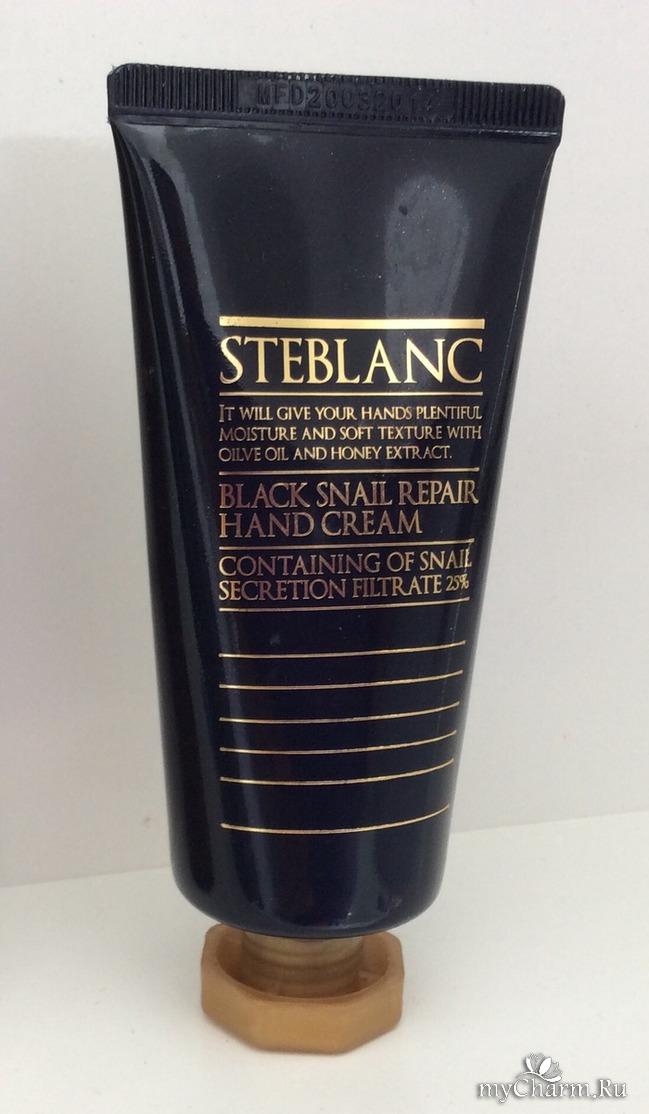 MFD20032017
STEBLANC
IT WILL GIVE YOUR HANDS PLENTIFUL
MOISTURE AND SOFT TEXTURE WITH
OILVE OIL AND HONEY EXTRACT.
BLACK SNAIL REPAIR
HAND CREAM
CONTAINING OF SNAIL
SECRETION FILTRATE 25%
myCharm.Ru